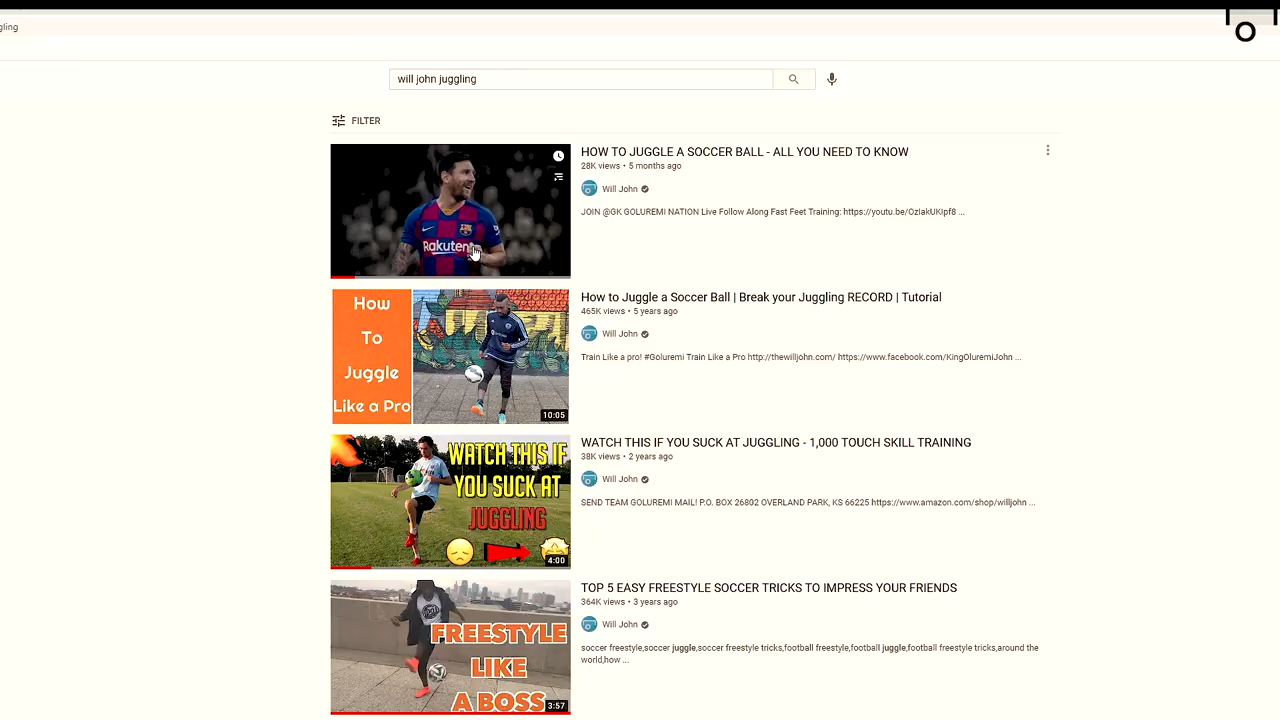 gling
will john juggling
FILTER
HOW TO JUGGLE A SOCCER BALL - ALL YOU NEED TO KNOW
28K views • 5 months ago
Will John
JOIN @GK GOLUREMI NATION Live Follow Along Fast Feet Training: https://youtu.be/OzIakUKIpf8 ...
Rakuten
How to Juggle a Soccer Ball | Break your Juggling RECORD | Tutorial
465K views • 5 years ago
Will John
Train Like a pro! #Goluremi Train Like a Pro http://thewilljohn.com/ https://www.facebook.com/KingOluremiJohn ...
How
To
Juggle
Like a Pro
10:05
WATCH THIS IF YOU SUCK AT JUGGLING - 1,000 TOUCH SKILL TRAINING
38K views • 2 years ago
Will John
SEND TEAM GOLUREMI MAIL! P.O. BOX 26802 OVERLAND PARK, KS 66225 https://www.amazon.com/shop/willjohn ...
WATCH THIS IF
YOU SUCK AT
JUGGLING
4:00
TOP 5 EASY FREESTYLE SOCCER TRICKS TO IMPRESS YOUR FRIENDS
364K views • 3 years ago
Will John
soccer freestyle,soccer juggle,soccer freestyle tricks,football freestyle,football juggle,football freestyle tricks,around the
world,how ...
FREESTYLE
LIKE
A BOSS
3:57